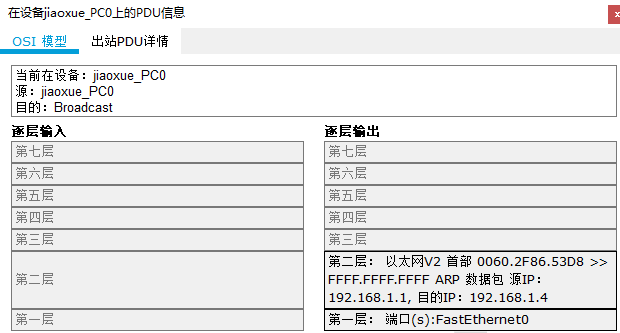 在设备jiaoxue_PC0上的PDU信息
OSI 模型 出站PDU详情
当前在设备：jiaoxue_PC0
源：jiaoxue_PC0
目的：Broadcast
逐层输入 逐层输出
第七层 第七层
第六层 第六层
第五层 第五层
第四层 第四层
第三层 第三层
第二层 第二层： 以太网V2 首部 0060.2F86.53D8 >>
FFFF.FFFF.FFFF ARP 数据包 源IP：
192.168.1.1, 目的IP：192.168.1.4
第一层 第一层：端口(s):FastEthernet0